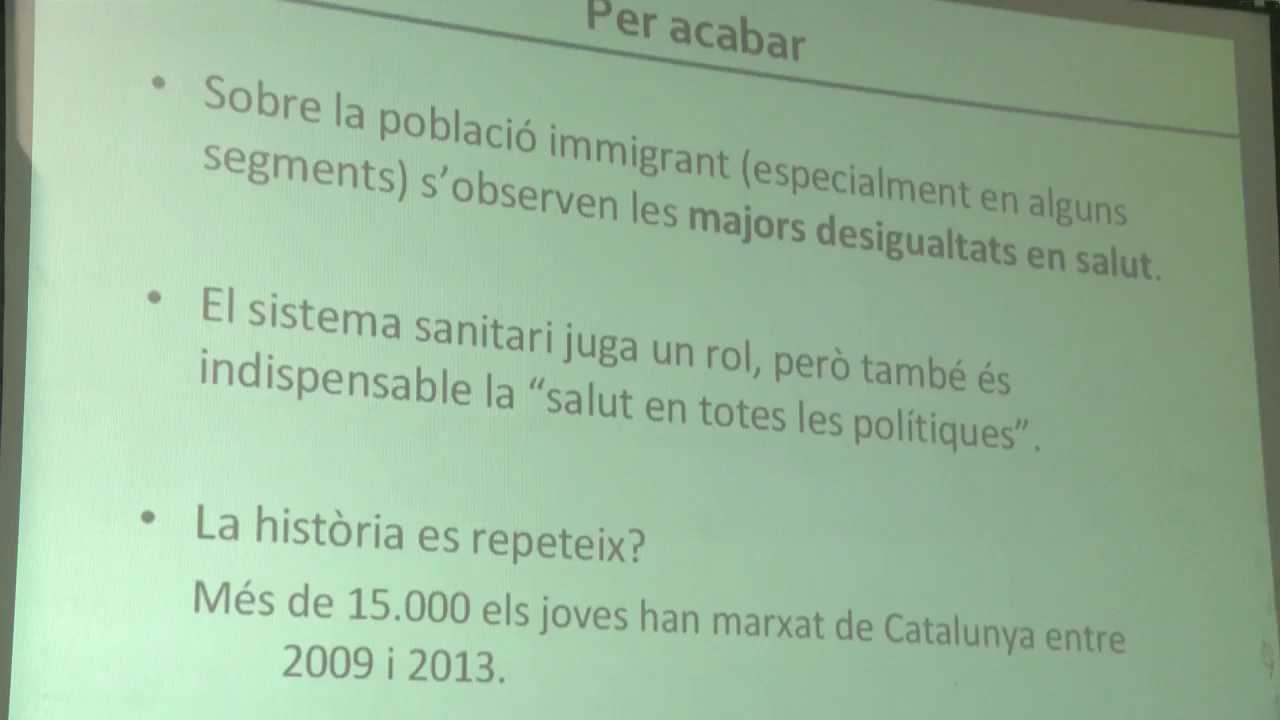 Per acabar
• Sobre la població immigrant (especialment en alguns
segments) s'observen les majors desigualtats en salut.
• El sistema sanitari juga un rol, però també és
indispensable la “salut en totes les polítiques”.
• La història es repeteix?
Més de 15.000 els joves han marxat de Catalunya entre
2009 i 2013.